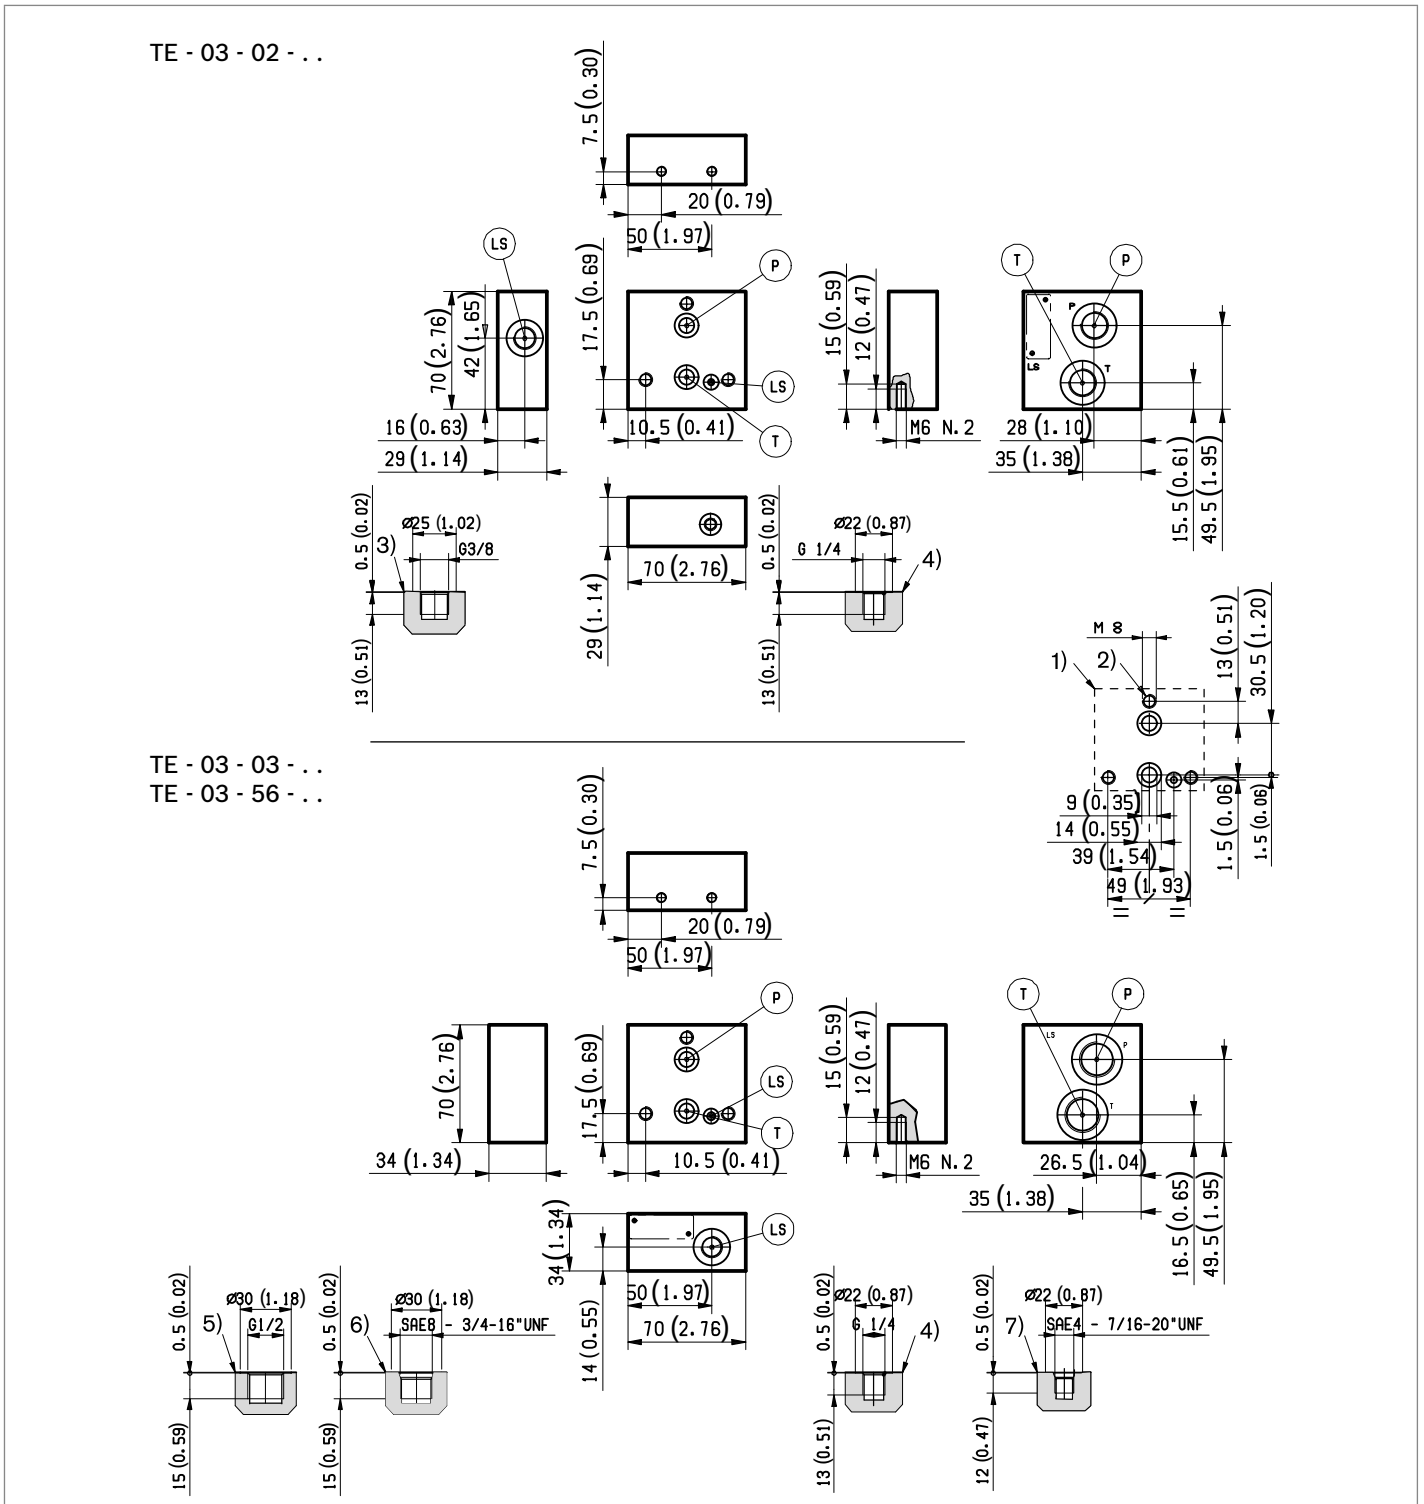 TE - 03 - 02 - . .
7.5 (0.30)
20 (0.79)
50 (1.97)
LS
P
T
P
70 (2.76)
42 (1.65)
17.5 (0.69)
15 (0.59)
12 (0.47)
P
LS
T
LS
T
16 (0.63)
29 (1.14)
10.5 (0.41)
M6 N.2
28 (1.10)
35 (1.38)
15.5 (0.61)
49.5 (1.95)
0.5 (0.02)
3)
Ø25 (1.02)
G3/8
13 (0.51)
70 (2.76)
29 (1.14)
0.5 (0.02)
Ø22 (0.87)
G 1/4
4)
13 (0.51)
M 8
1)
2)
13 (0.51)
30.5 (1.20)
9 (0.35)
14 (0.55)
39 (1.54)
49 (1.93)
= =
1.5 (0.06)
1.5 (0.06)
TE - 03 - 03 - . .
TE - 03 - 56 - . .
7.5 (0.30)
20 (0.79)
50 (1.97)
P
T
P
70 (2.76)
17.5 (0.69)
15 (0.59)
12 (0.47)
LS
P
LS
T
T
34 (1.34)
10.5 (0.41)
M6 N.2
26.5 (1.04)
35 (1.38)
16.5 (0.65)
49.5 (1.95)
34 (1.34)
LS
14 (0.55)
50 (1.97)
70 (2.76)
0.5 (0.02)
5)
Ø30 (1.18)
G1/2
15 (0.59)
0.5 (0.02)
6)
Ø30 (1.18)
SAE8 - 3/4-16"UNF
15 (0.59)
0.5 (0.02)
Ø22 (0.87)
G 1/4
4)
13 (0.51)
0.5 (0.02)
7)
Ø22 (0.87)
SAE4 - 7/16-20"UNF
12 (0.47)